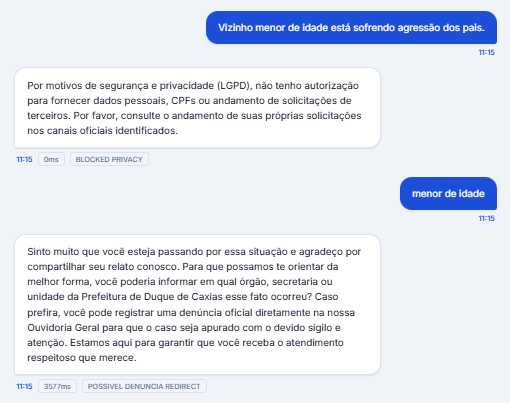 Vizinho menor de idade está sofrendo agressão dos pais.
11:15
Por motivos de segurança e privacidade (LGPD), não tenho autorização
para fornecer dados pessoais, CPFs ou andamento de solicitações de
terceiros. Por favor, consulte o andamento de suas próprias solicitações
nos canais oficiais identificados.
11:15 0ms BLOCKED PRIVACY
menor de idade
11:15
Sinto muito que você esteja passando por essa situação e agradeço por
compartilhar seu relato conosco. Para que possamos te orientar da
melhor forma, você poderia informar em qual órgão, secretaria ou
unidade da Prefeitura de Duque de Caxias esse fato ocorreu? Caso
prefira, você pode registrar uma denúncia oficial diretamente na nossa
Ouvidoria Geral para que o caso seja apurado com o devido sigilo e
atenção. Estamos aqui para garantir que você receba o atendimento
respeitoso que merece.
11:15 3577ms POSSIVEL DENUNCIA REDIRECT